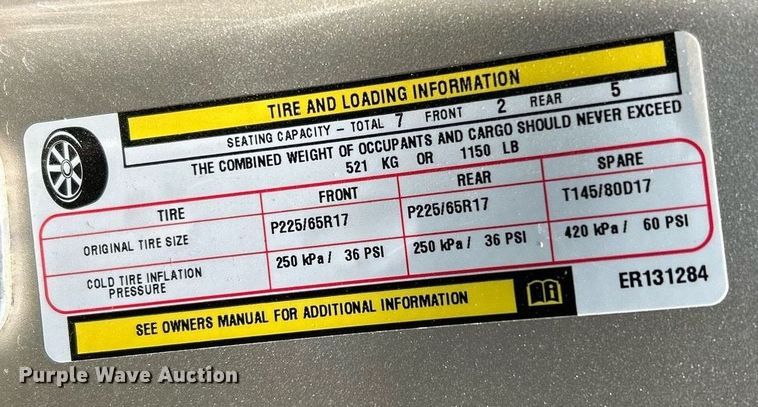 TIRE AND LOADING INFORMATION
SEATING CAPACITY – TOTAL 7 FRONT 2 REAR 5
THE COMBINED WEIGHT OF OCCUPANTS AND CARGO SHOULD NEVER EXCEED
521 KG OR 1150 LB
TIRE FRONT REAR SPARE
ORIGINAL TIRE SIZE P225/65R17 P225/65R17 T145/80D17
COLD TIRE INFLATION PRESSURE 250 kPa / 36 PSI 250 kPa / 36 PSI 420 kPa / 60 PSI
SEE OWNERS MANUAL FOR ADDITIONAL INFORMATION
ER131284
Purple Wave Auction